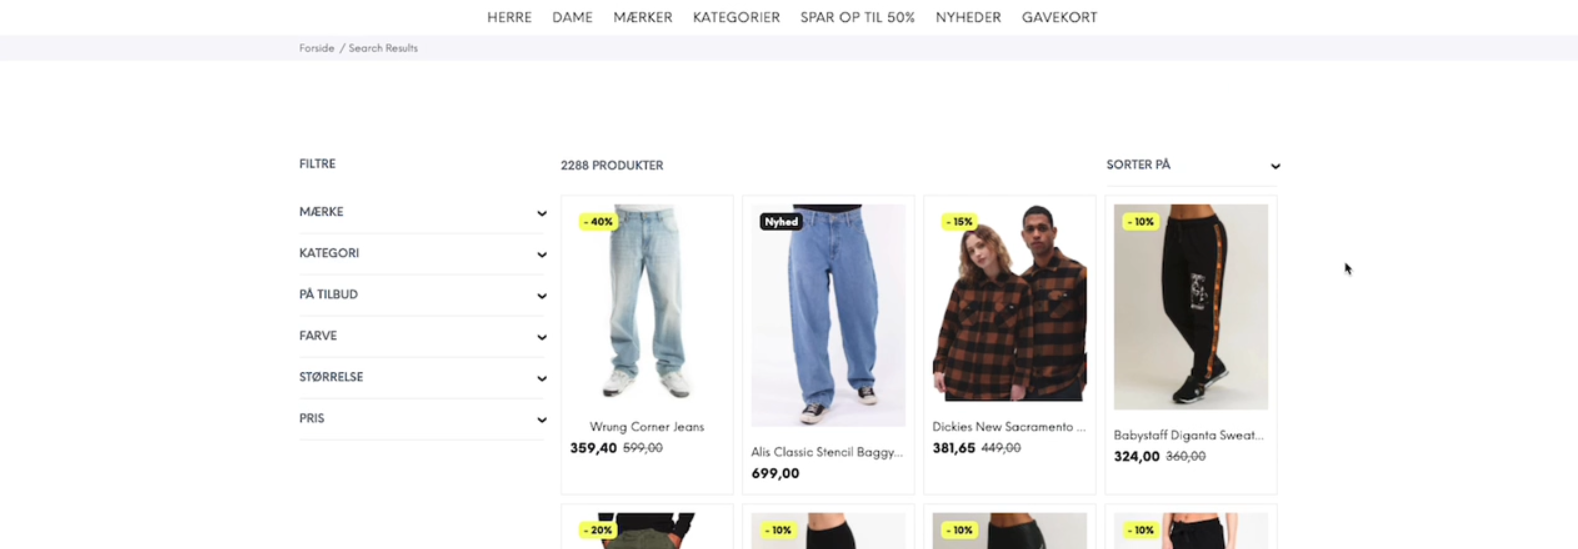 HERRE DAME MÆRKER KATEGORIER SPAR OP TIL 50% NYHEDER GAVEKORT
Forside / Search Results
FILTRE
MÆRKE
KATEGORI
PÅ TILBUD
FARVE
STØRRELSE
PRIS
2288 PRODUKTER
SORTER PÅ
- 40%
Wrung Corner Jeans
359,40 599,00
Nyhed
Alis Classic Stencil Baggy...
699,00
- 15%
Dickies New Sacramento ...
381,65 449,00
- 10%
Babystaff Diganta Sweat...
324,00 360,00
- 20%
- 10%
- 10%
- 10%